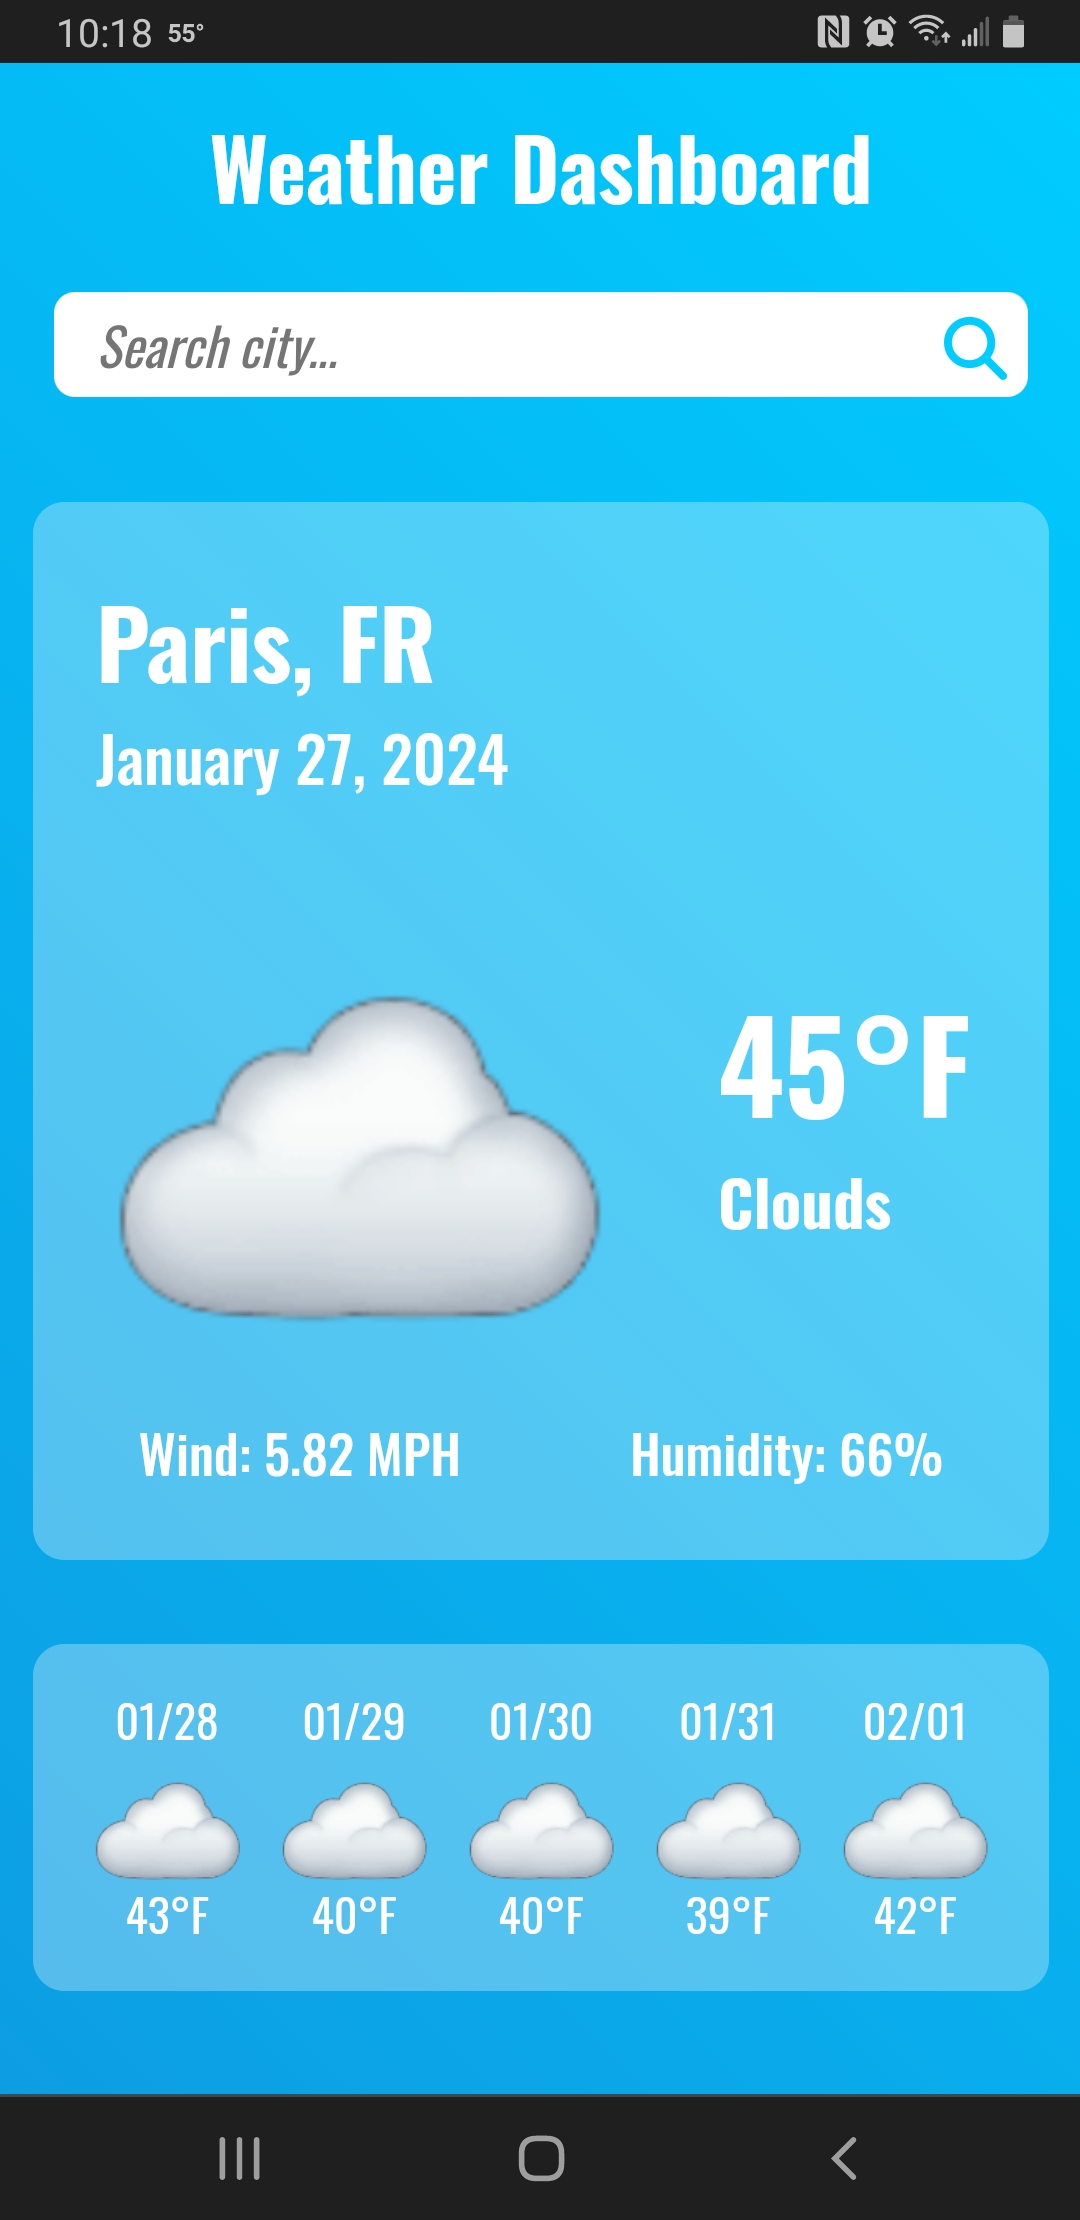 10:18 55°
Weather Dashboard
Search city...
Paris, FR
January 27, 2024
45°F
Clouds
Wind: 5.82 MPH Humidity: 66%
01/28 01/29 01/30 01/31 02/01
43°F 40°F 40°F 39°F 42°F